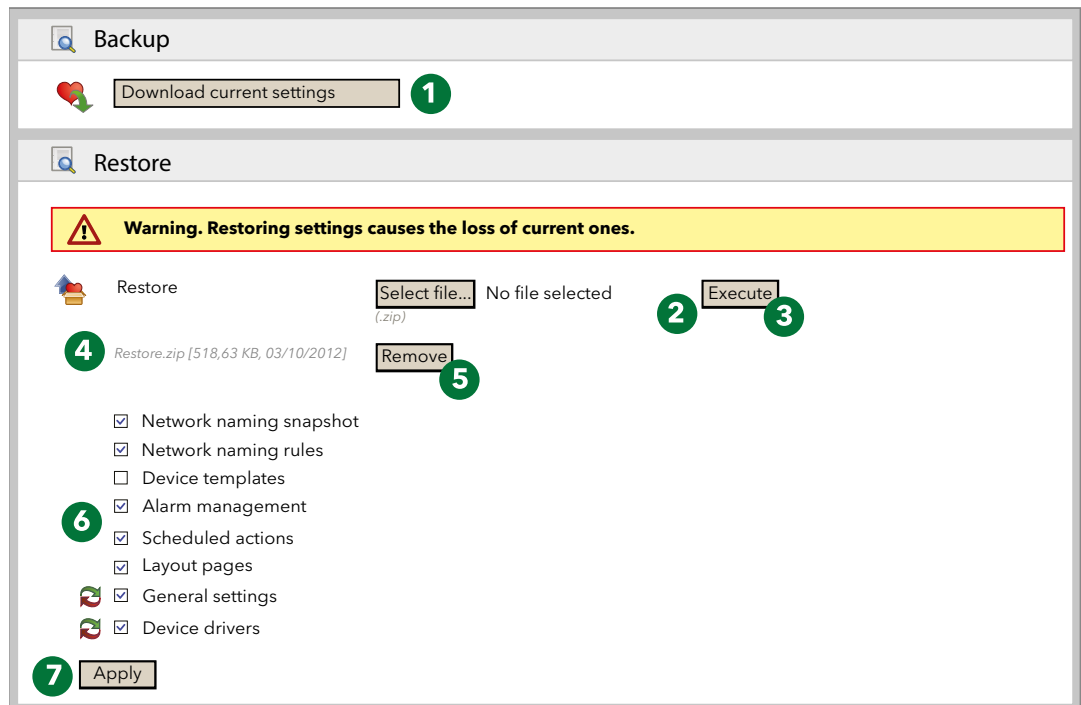 Backup
Download current settings 1
Restore
Warning. Restoring settings causes the loss of current ones.
Restore Select file... No file selected 2 Execute 3
(.zip)
4 Restore.zip [518,63 KB, 03/10/2012] Remove 5
Network naming snapshot
Network naming rules
Device templates
Alarm management
6
Scheduled actions
Layout pages
General settings
Device drivers
7 Apply